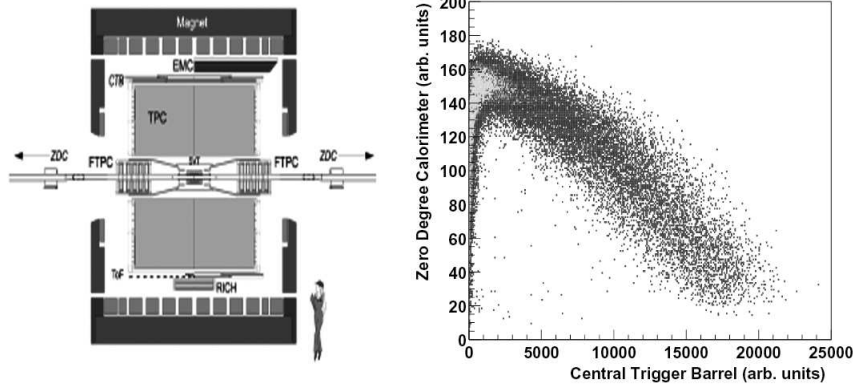 Magnet
EMC
CTB
TPC
ZDC
FTPC
SVT
FTPC
ZDC
ToF
RICH
Zero Degree Calorimeter (arb. units)
200
180
160
140
120
100
80
60
40
20
0
0 5000 10000 15000 20000 25000
Central Trigger Barrel (arb. units)